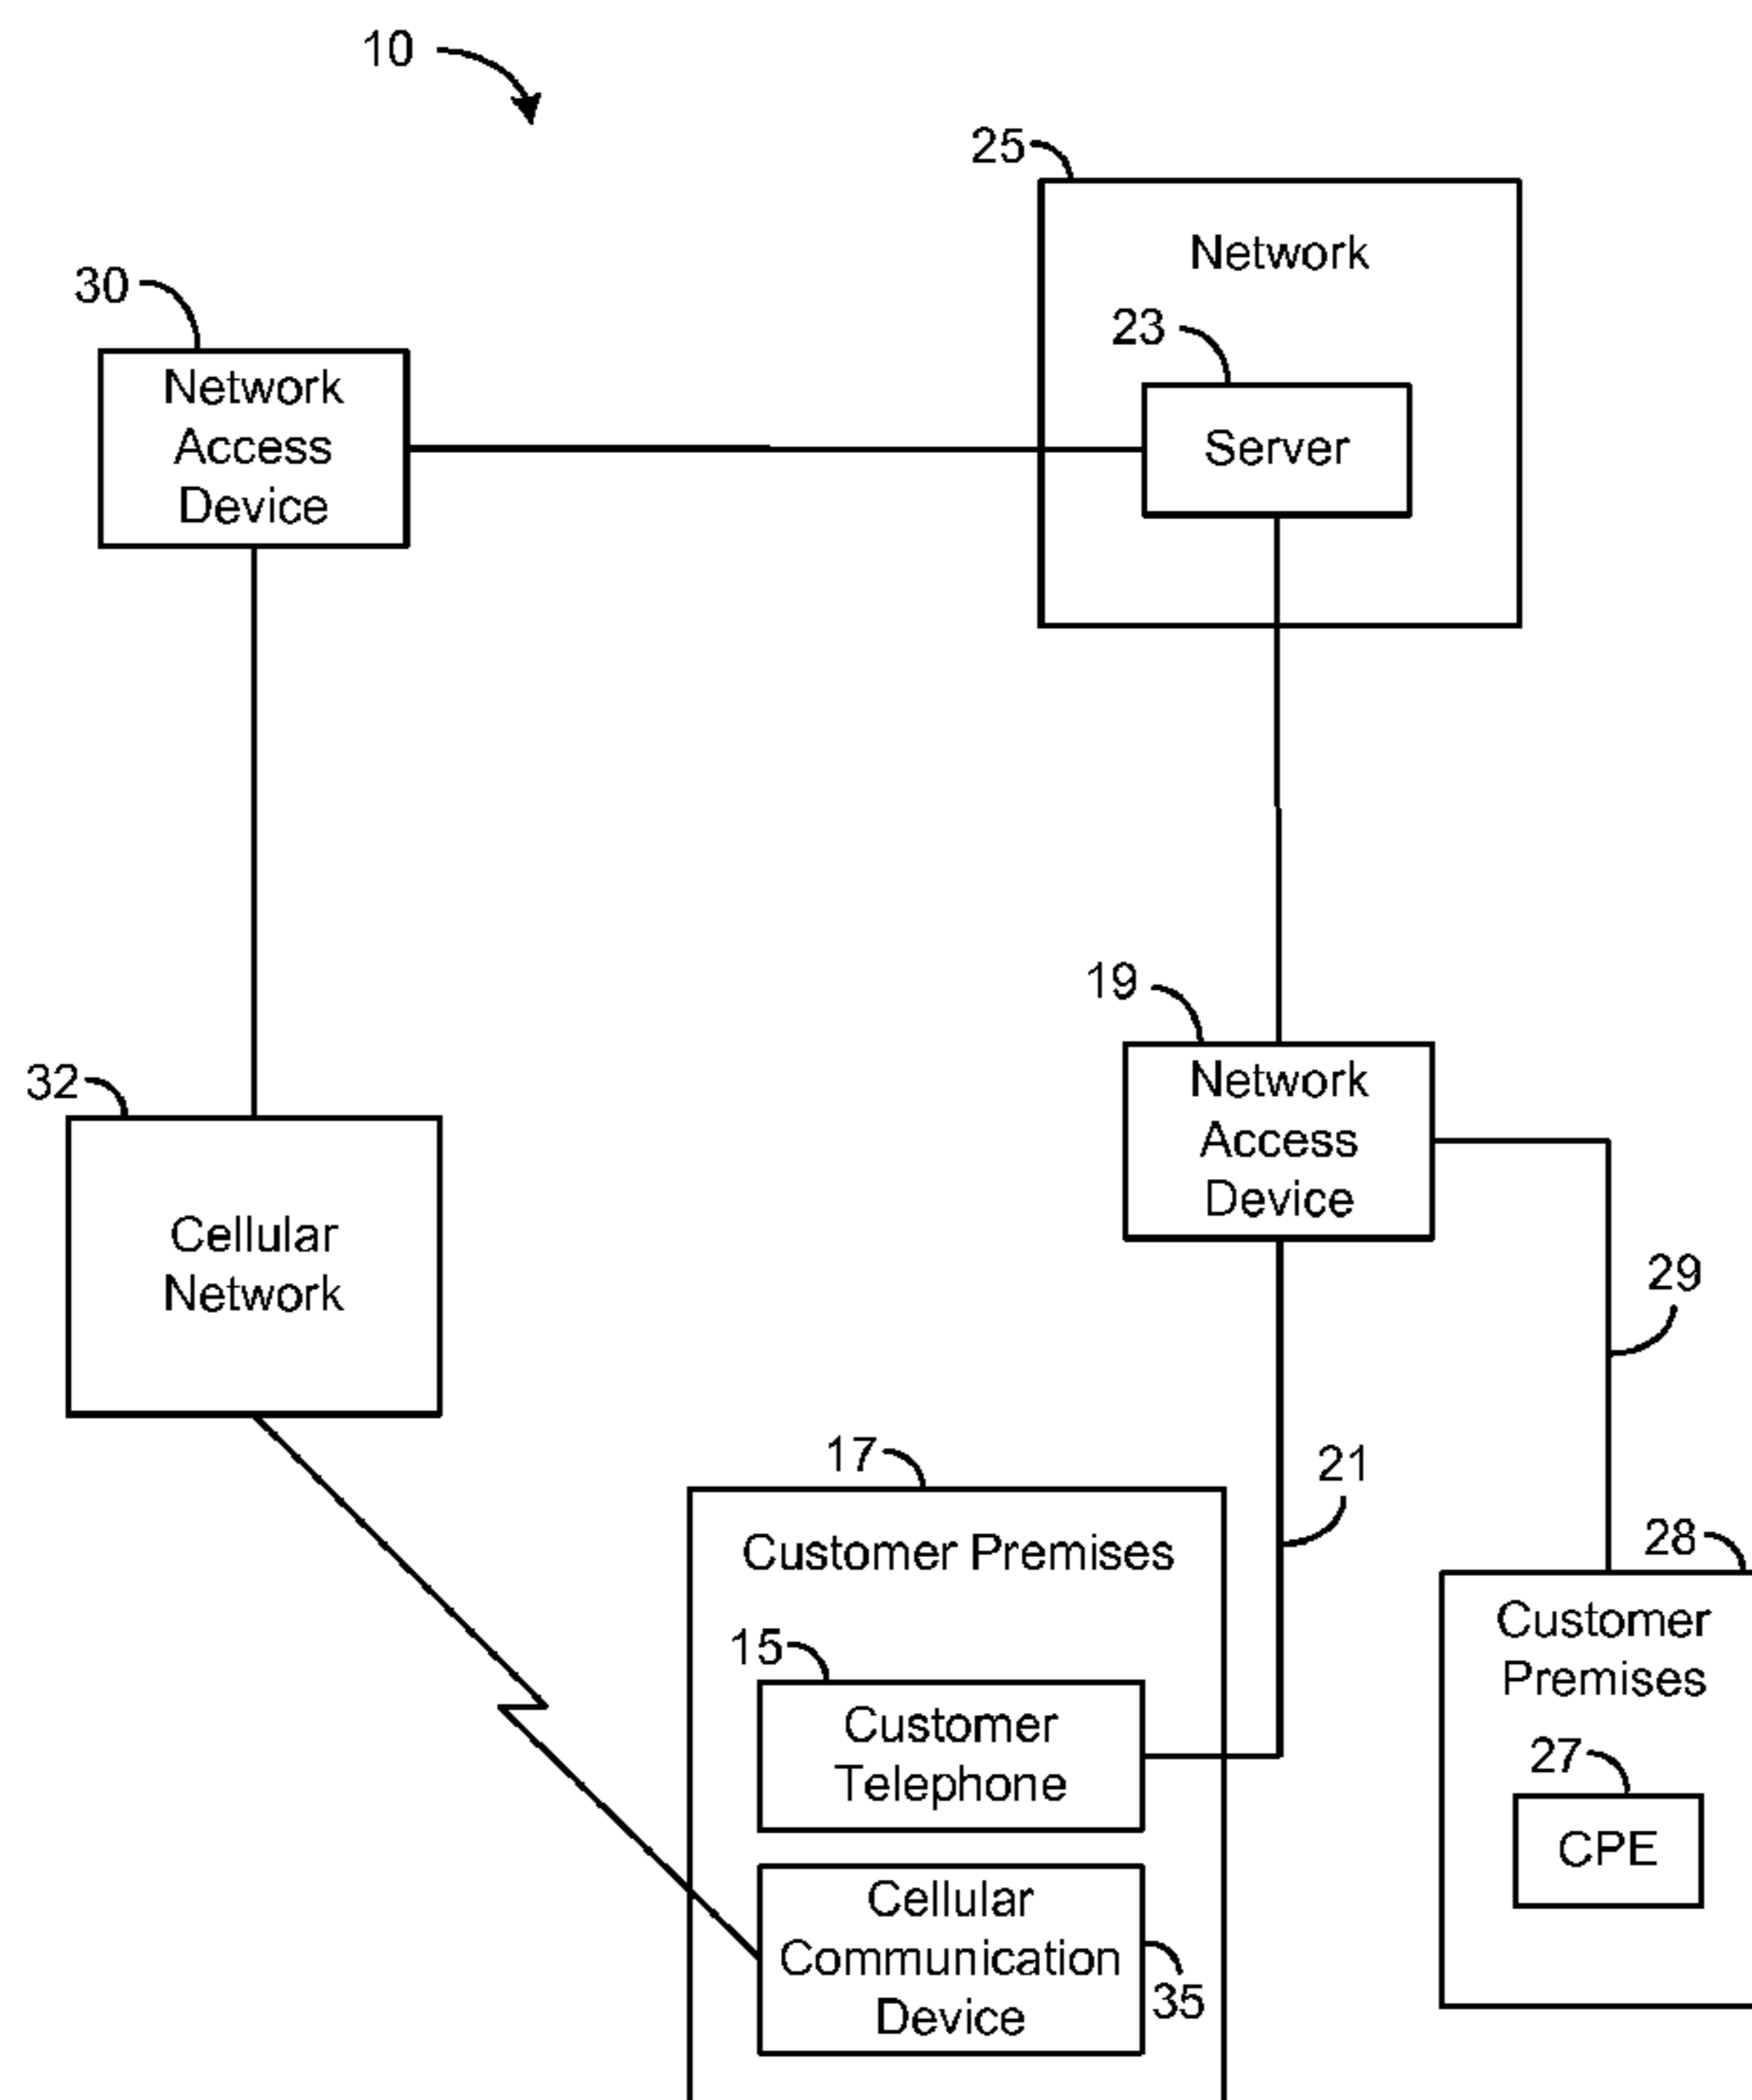 10
25
Network
30
23
Network
Access
Device
Server
19
32
Network
Access
Device
Cellular
Network
29
17
21
Customer Premises
28
Customer
Premises
15
Customer
Telephone
27
CPE
Cellular
Communication
Device
35